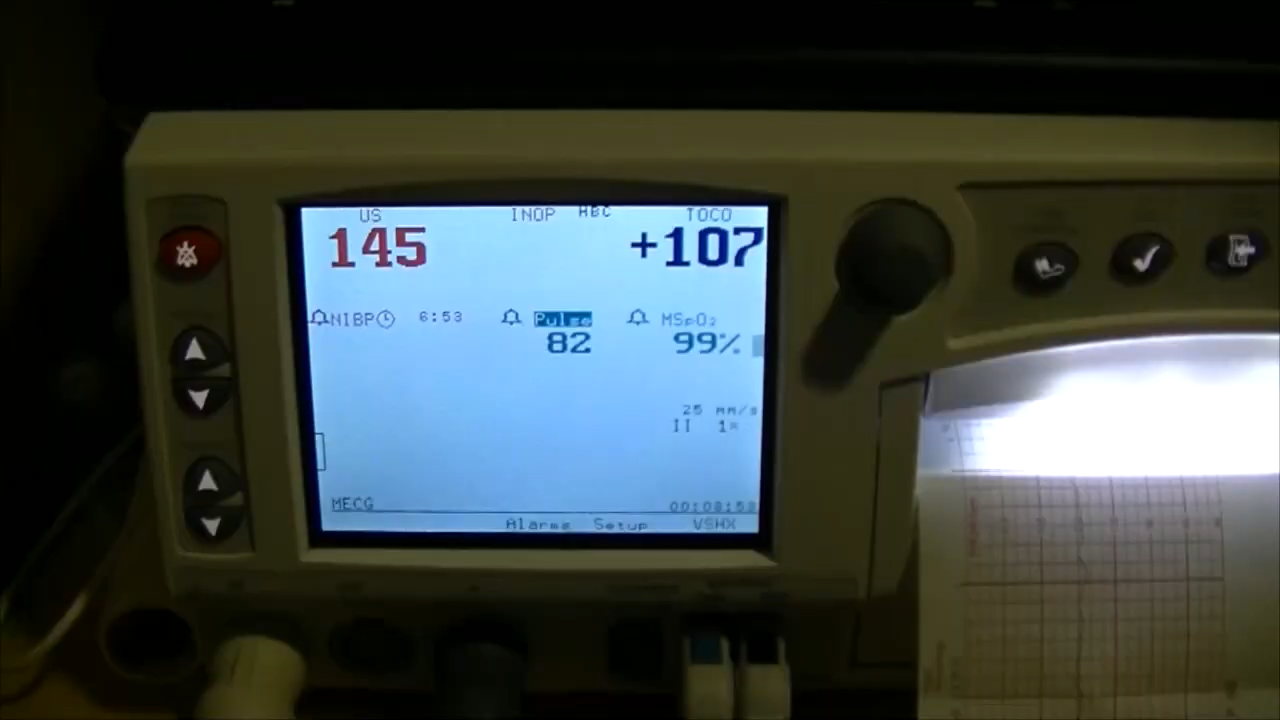 US INOP HBC TOCO
145 +107
NIBP 6:53 Pulse MSpO₂
82 99%
25 mm/s
II 1×
MECG 00:08:53
Alarms Setup VSHX